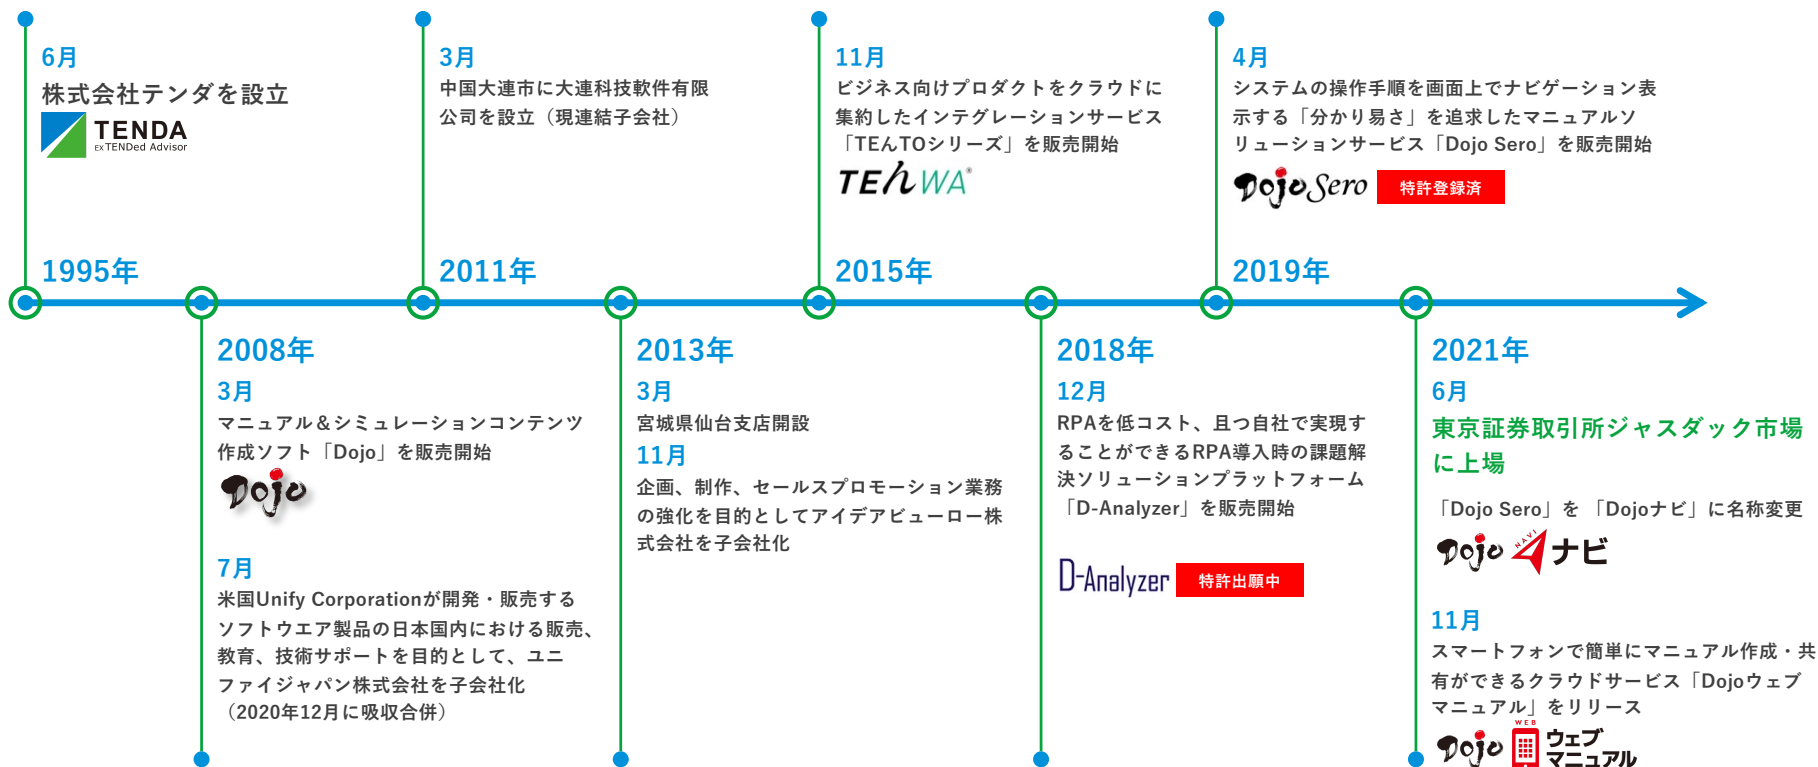 6月
株式会社テンダを設立
TENDA
EXTENDed Advisor
1995年
2008年
3月
マニュアル＆シミュレーションコンテンツ
作成ソフト「Dojo」を販売開始
Dojo
7月
米国Unify Corporationが開発・販売する
ソフトウエア製品の日本国内における販売、
教育、技術サポートを目的として、ユニ
ファイジャパン株式会社を子会社化
（2020年12月に吸収合併）
3月
中国大連市に大連科技軟件有限
公司を設立（現連結子会社）
2011年
2013年
3月
宮城県仙台支店開設
11月
企画、制作、セールスプロモーション業務
の強化を目的としてアイデアビューロー株
式会社を子会社化
11月
ビジネス向けプロダクトをクラウドに
集約したインテグレーションサービス
「TEんTOシリーズ」を販売開始
TEんWA®
2015年
2018年
12月
RPAを低コスト、且つ自社で実現す
ることができるRPA導入時の課題解
決ソリューションプラットフォーム
「D-Analyzer」を販売開始
D-Analyzer 特許出願中
4月
システムの操作手順を画面上でナビゲーション表
示する「分かり易さ」を追求したマニュアルソ
リューションサービス「Dojo Sero」を販売開始
Dojo Sero 特許登録済
2019年
2021年
6月
東京証券取引所ジャスダック市場
に上場
「Dojo Sero」を 「Dojoナビ」に名称変更
Dojo NAVI ナビ
11月
スマートフォンで簡単にマニュアル作成・共
有ができるクラウドサービス「Dojoウェブ
マニュアル」をリリース
Dojo WEB ウェブ
マニュアル